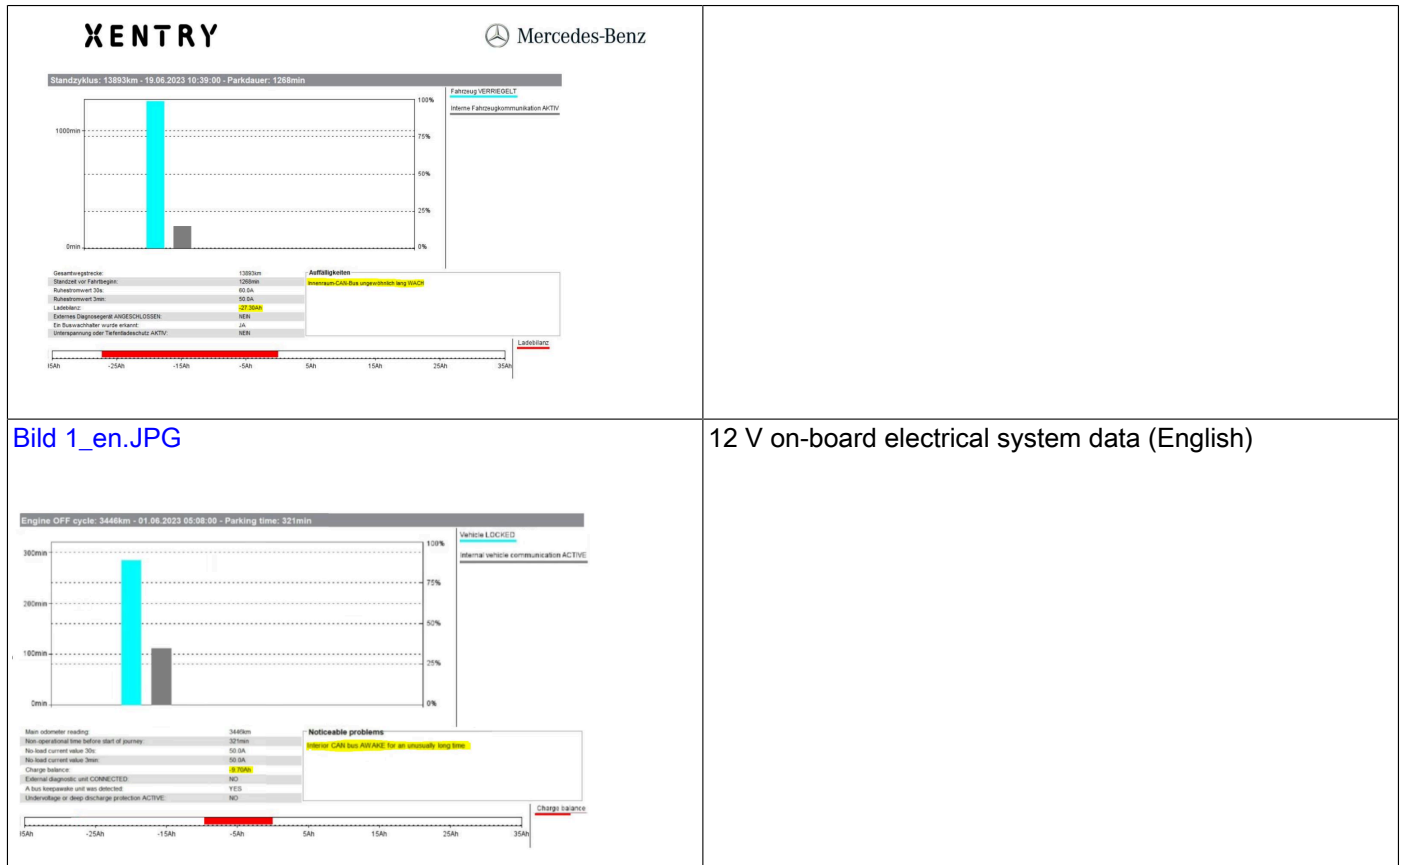 XENTRY
Mercedes-Benz
Standzyklus: 13893km - 19.06.2023 10:39:00 - Parkdauer: 1268min
Fahrzeug VERRIEGELT
Interne Fahrzeugkommunikation AKTIV
100%
1000min
75%
50%
25%
0min
0%
Gesamtwegstrecke: 13893km
Standzeit vor Fahrtbeginn: 1268min
Ruhestromwert 30s: 60.0A
Ruhestromwert 3min: 50.0A
Ladebilanz: -27.30Ah
Externes Diagnosegerät ANGESCHLOSSEN: NEIN
Ein Buswachhalter wurde erkannt: JA
Unterspannung oder Tiefentladeschutz AKTIV: NEIN
Auffälligkeiten
Innenraum-CAN-Bus ungewöhnlich lang WACH
Ladebilanz
-25Ah -15Ah -5Ah 5Ah 15Ah 25Ah 35Ah
Bild 1_en.JPG
12 V on-board electrical system data (English)
Engine OFF cycle: 3446km - 01.06.2023 05:08:00 - Parking time: 321min
Vehicle LOCKED
Internal vehicle communication ACTIVE
100%
300min
75%
200min
50%
100min
25%
0min
0%
Main odometer reading: 3446km
Non-operational time before start of journey: 321min
No-load current value 30s: 50.0A
No-load current value 3min: 50.0A
Charge balance: -9.70Ah
External diagnostic unit CONNECTED: NO
A bus keepawake unit was detected: YES
Undervoltage or deep discharge protection ACTIVE: NO
Noticeable problems
Interior CAN bus AWAKE for an unusually long time
Charge balance
-25Ah -15Ah -5Ah 5Ah 15Ah 25Ah 35Ah